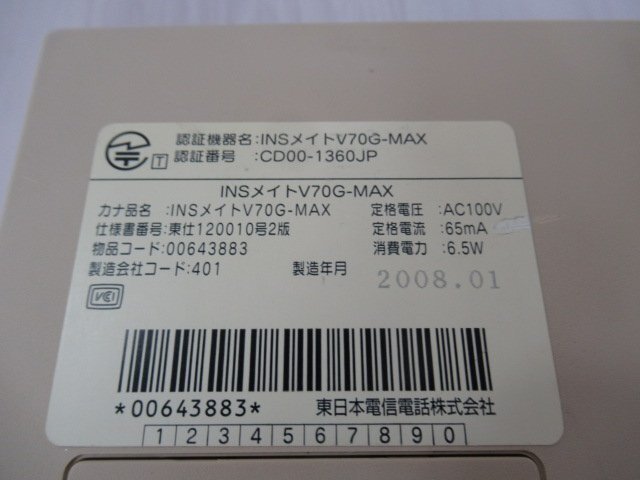 認証機器名:INSメイトV70G-MAX
T 認証番号 :CD00-1360JP
INSメイトV70G-MAX
カナ品名 :INSメイトV70G-MAX 定格電圧 :AC100V
仕様書番号:東仕120010号2版 定格電流 :65mA
物品コード:00643883 消費電力 :6.5W
製造会社コード:401 製造年月 2008.01
VCI
*00643883* 東日本電信電話株式会社
1 2 3 4 5 6 7 8 9 0